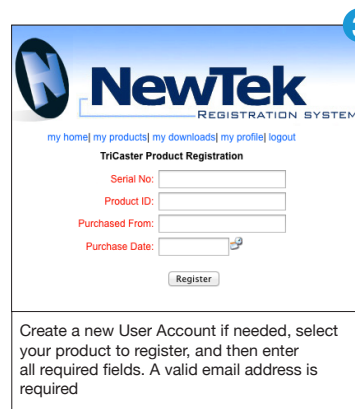 N
NewTek
REGISTRATION SYSTEM
my home| my products| my downloads| my profile| logout
TriCaster Product Registration
Serial No:
Product ID:
Purchased From:
Purchase Date:
Register
Create a new User Account if needed, select
your product to register, and then enter
all required fields. A valid email address is
required